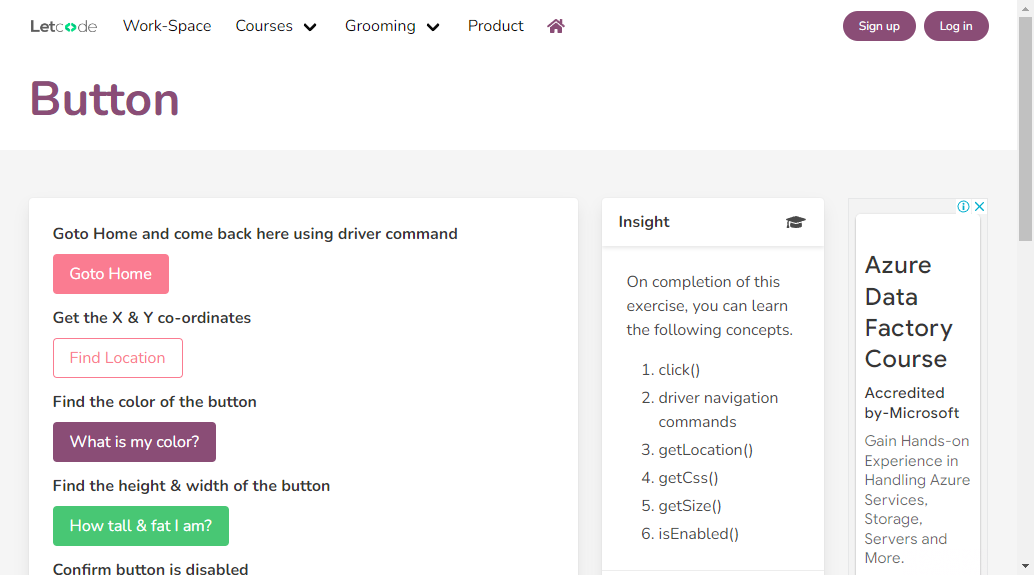 Letcode Work-Space Courses Grooming Product Sign up Log in
Button
Goto Home and come back here using driver command
Goto Home
Get the X & Y co-ordinates
Find Location
Find the color of the button
What is my color?
Find the height & width of the button
How tall & fat I am?
Confirm button is disabled
Insight
On completion of this
exercise, you can learn
the following concepts.
1. click()
2. driver navigation
commands
3. getLocation()
4. getCss()
5. getSize()
6. isEnabled()
Azure
Data
Factory
Course
Accredited
by-Microsoft
Gain Hands-on
Experience in
Handling Azure
Services,
Storage,
Servers and
More.